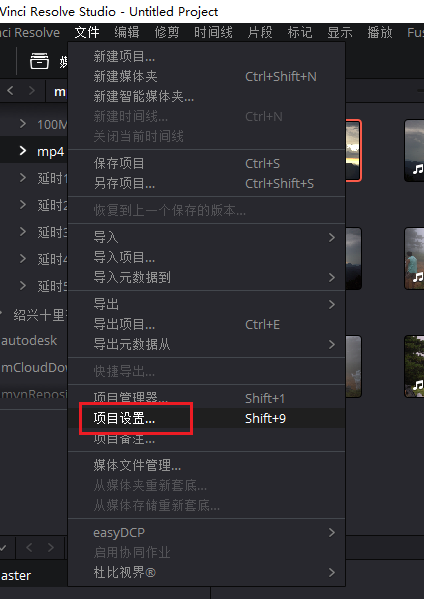 Vinci Resolve Studio - Untitled Project
nci Resolve 文件 编辑 修剪 时间线 片段 标记 显示 播放 Fus
新建项目...
新建媒体夹 Ctrl+Shift+N
新建智能媒体夹...
新建时间线... Ctrl+N
关闭当前时间线
保存项目 Ctrl+S
另存项目... Ctrl+Shift+S
恢复到上一个保存的版本...
导入
导入项目...
导入元数据到
导出
导出项目... Ctrl+E
导出元数据从
快捷导出...
项目管理器... Shift+1
项目设置... Shift+9
项目备注...
媒体文件管理...
从媒体夹重新套底...
从媒体存储重新套底...
easyDCP
启用协同作业
杜比视界®
m
100M
mp4
延时1
延时2
延时3
延时4
延时5
绍兴十里
autodesk
mCloudDow
mvnReposi
aster